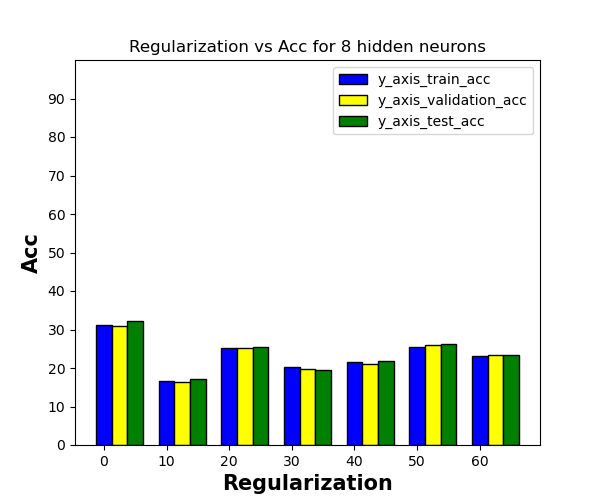 Regularization vs Acc for 8 hidden neurons
y_axis_train_acc
y_axis_validation_acc
y_axis_test_acc
Acc
90
80
70
60
50
40
30
20
10
0
0 10 20 30 40 50 60
Regularization